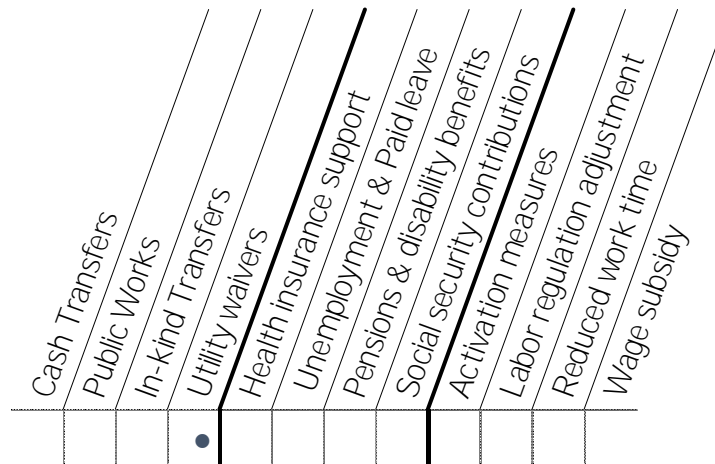 Cash Transfers
Public Works
In-kind Transfers
Utility waivers
Health insurance support
Unemployment & Paid leave
Pensions & disability benefits
Social security contributions
Activation measures
Labor regulation adjustment
Reduced work time
Wage subsidy